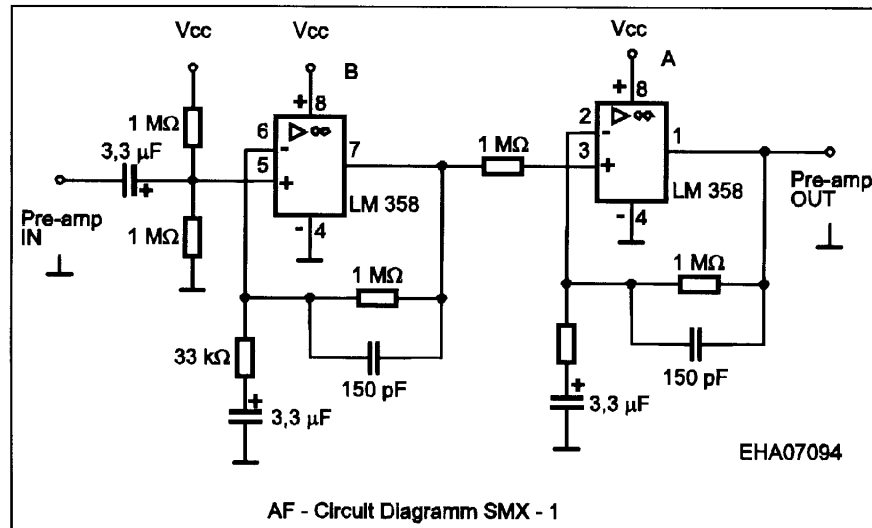 Vcc Vcc Vcc
B A
+ 8 + 8
1 MΩ 6 - ▷ ∞ 7 2 - ▷ ∞ 1
3,3 µF 5 + 1 MΩ 3 +
+ LM 358 LM 358
Pre-amp IN
1 MΩ - 4 - 4
Pre-amp OUT
1 MΩ 1 MΩ
33 kΩ
150 pF 150 pF
+ 3,3 µF + 3,3 µF
EHA07094
AF - Circuit Diagramm SMX - 1